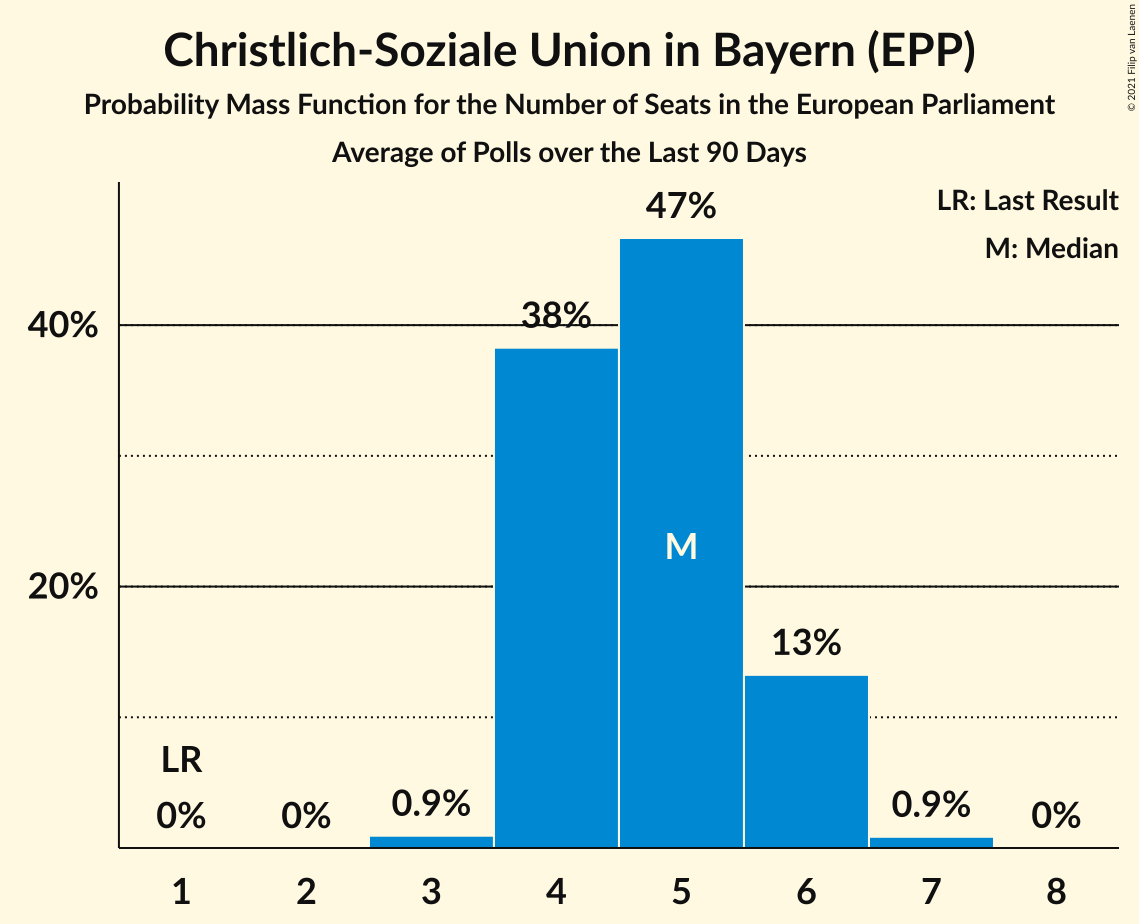 Christlich-Soziale Union in Bayern (EPP)
Probability Mass Function for the Number of Seats in the European Parliament
Average of Polls over the Last 90 Days
© 2021 Filip van Laenen
LR: Last Result
M: Median
47%
38%
40%
M
20%
13%
LR
0%
0%
0.9%
0.9%
0%
1
2
3
4
5
6
7
8